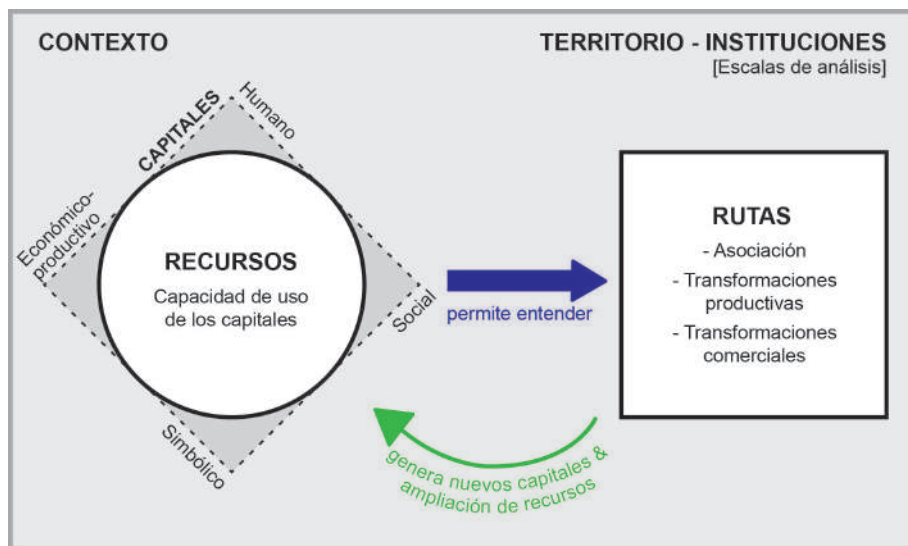 CONTEXTO
TERRITORIO - INSTITUCIONES
[Escalas de análisis]
CAPITALES
Humano
Económico-
productivo
RECURSOS
Capacidad de uso
de los capitales
Social
Simbólico
permite entender
RUTAS
- Asociación
- Transformaciones
productivas
- Transformaciones
comerciales
genera nuevos capitales &
ampliación de recursos